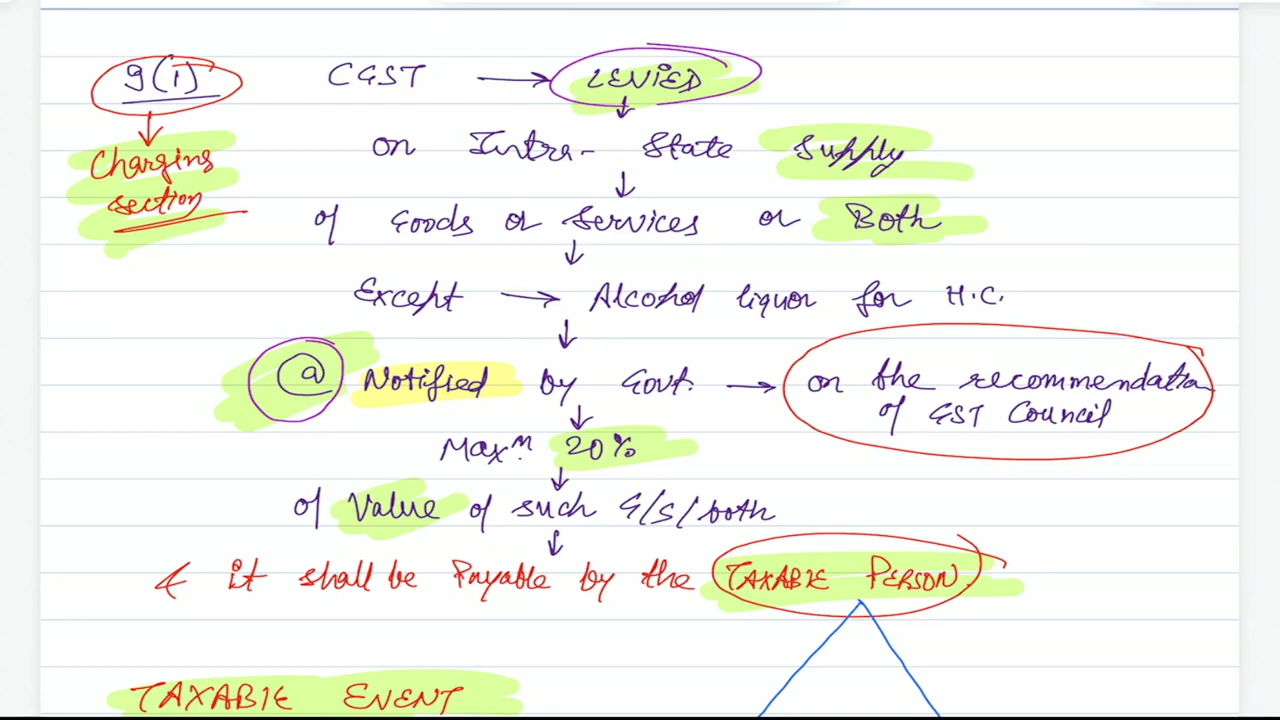 9(1) CGST → LEVIED
on Intra-State Supply
Charging
section
of Goods or Services or Both
Except → Alcohol liquor for H.C.
@ Notified by Govt. → on the recommendation
of GST Council
Maxᵐ. 20%
of Value of such G/S/both
& it shall be Payable by the TAXABLE PERSON.
TAXABLE EVENT